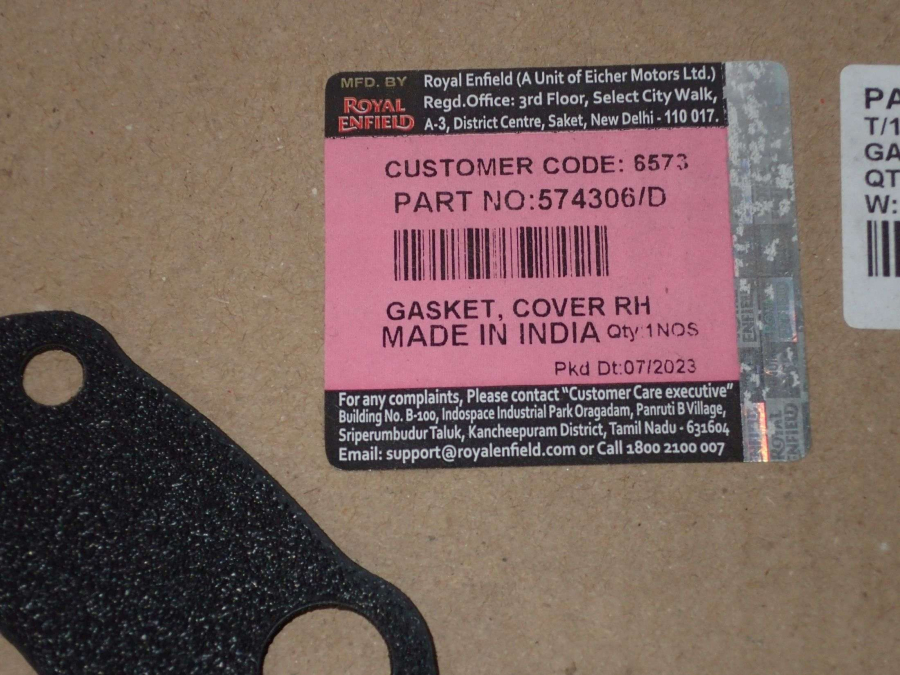 MFD. BY
ROYAL
ENFIELD
Royal Enfield (A Unit of Eicher Motors Ltd.)
Regd.Office: 3rd Floor, Select City Walk,
A-3, District Centre, Saket, New Delhi - 110 017.
CUSTOMER CODE: 6573
PART NO:574306/D
GASKET, COVER RH
MADE IN INDIA Qty:1NOS
Pkd Dt:07/2023
For any complaints, Please contact "Customer Care executive"
Building No. B-100, Indospace Industrial Park Oragadam, Panruti B Village,
Sriperumbudur Taluk, Kancheepuram District, Tamil Nadu - 631604
Email: support@royalenfield.com or Call 1800 2100 007
ENFIELD
ROYAL
ENFIELD
PA
T/1
GA
QT
W: